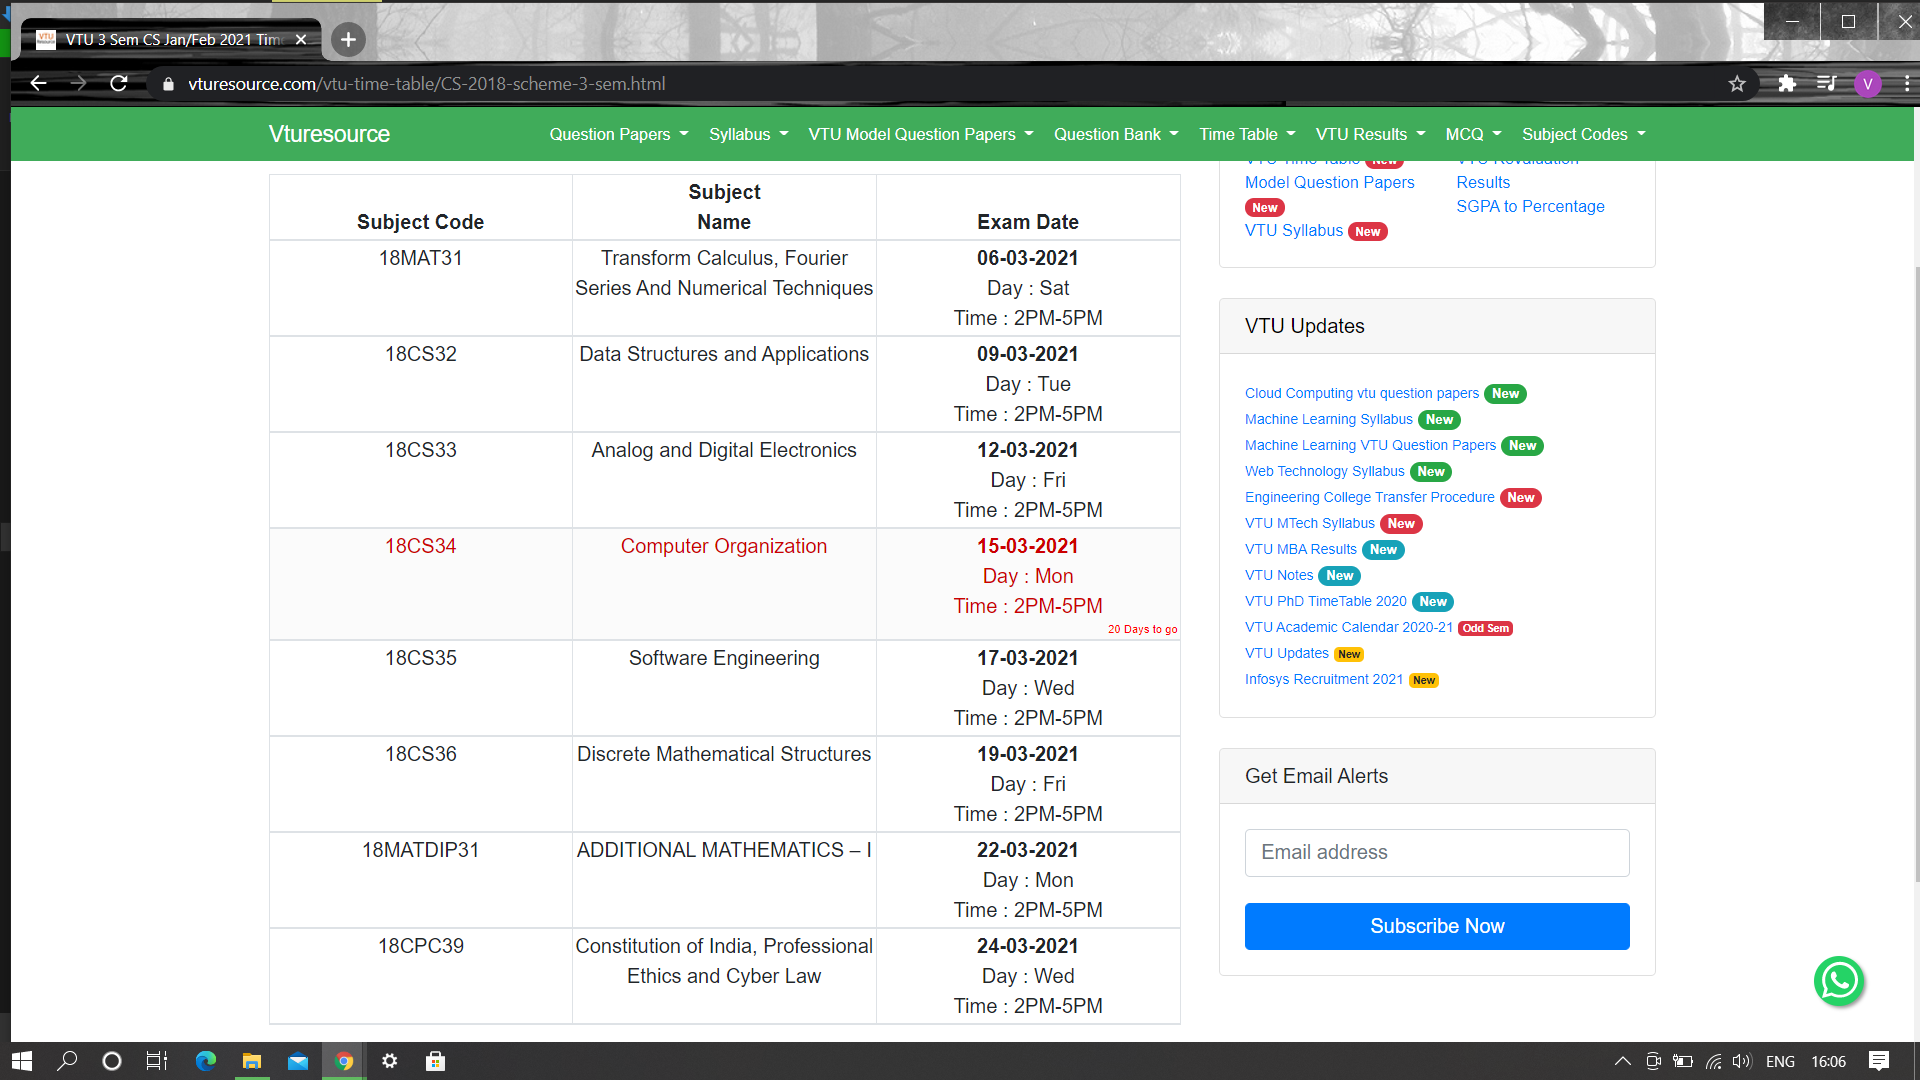 VTU 3 Sem CS Jan/Feb 2021 Tim
vturesource.com/vtu-time-table/CS-2018-scheme-3-sem.html
V
Vturesource
Question Papers
Syllabus
VTU Model Question Papers
Question Bank
Time Table
VTU Results
MCQ
Subject Codes
Subject Code
Subject
Name
Exam Date
18MAT31
Transform Calculus, Fourier
Series And Numerical Techniques
06-03-2021
Day : Sat
Time : 2PM-5PM
18CS32
Data Structures and Applications
09-03-2021
Day : Tue
Time : 2PM-5PM
18CS33
Analog and Digital Electronics
12-03-2021
Day : Fri
Time : 2PM-5PM
18CS34
Computer Organization
15-03-2021
Day : Mon
Time : 2PM-5PM
20 Days to go
18CS35
Software Engineering
17-03-2021
Day : Wed
Time : 2PM-5PM
18CS36
Discrete Mathematical Structures
19-03-2021
Day : Fri
Time : 2PM-5PM
18MATDIP31
ADDITIONAL MATHEMATICS – I
22-03-2021
Day : Mon
Time : 2PM-5PM
18CPC39
Constitution of India, Professional
Ethics and Cyber Law
24-03-2021
Day : Wed
Time : 2PM-5PM
VTU Time Table New
Model Question Papers
New
VTU Syllabus New
VTU Revaluation
Results
SGPA to Percentage
VTU Updates
Cloud Computing vtu question papers New
Machine Learning Syllabus New
Machine Learning VTU Question Papers New
Web Technology Syllabus New
Engineering College Transfer Procedure New
VTU MTech Syllabus New
VTU MBA Results New
VTU Notes New
VTU PhD TimeTable 2020 New
VTU Academic Calendar 2020-21 Odd Sem
VTU Updates New
Infosys Recruitment 2021 New
Get Email Alerts
Email address
Subscribe Now
ENG
16:06